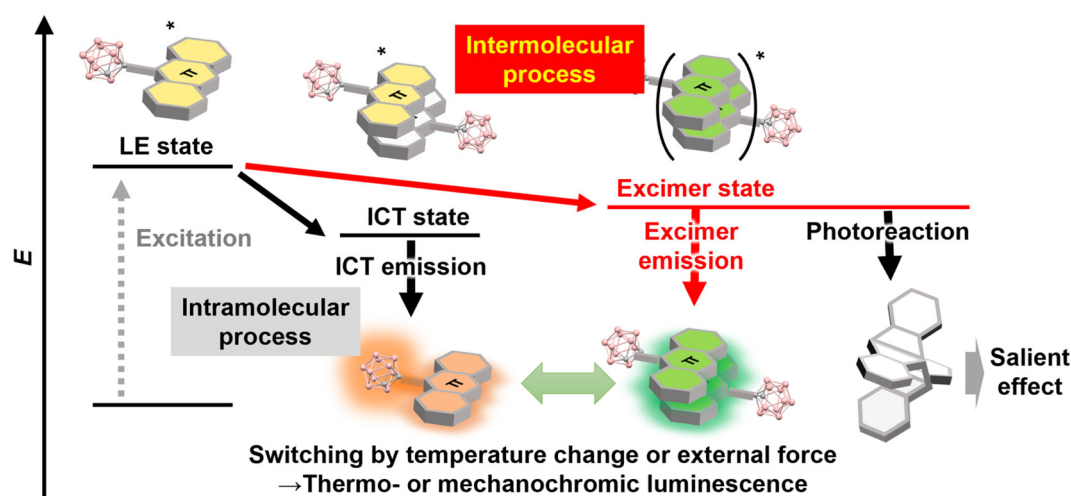 *
*
Intermolecular
process
*
π
π
π
LE state
Excimer state
ICT state
Excitation
Excimer
emission
Photoreaction
E
ICT emission
Intramolecular
process
π
π
Salient
effect
Switching by temperature change or external force
→Thermo- or mechanochromic luminescence